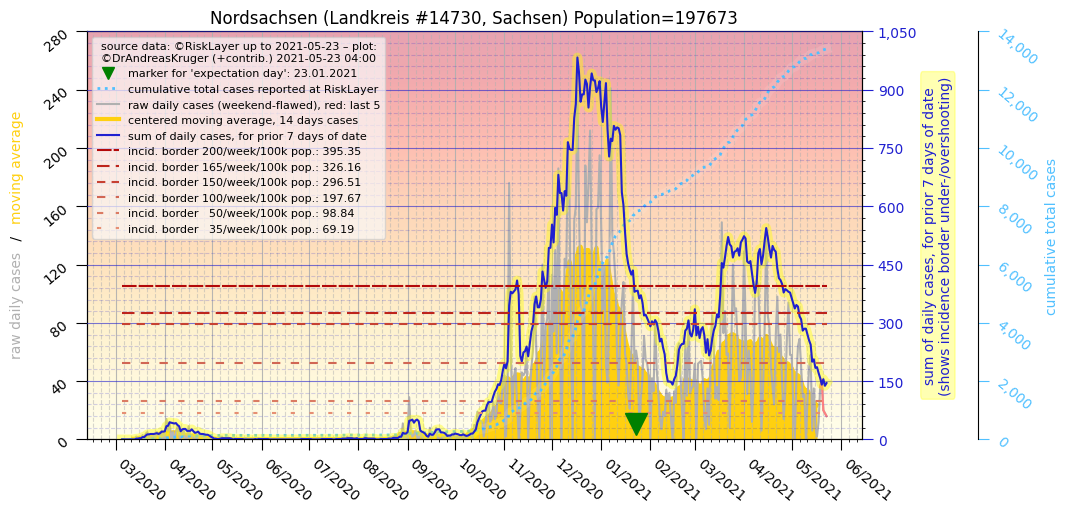 Nordsachsen (Landkreis #14730, Sachsen) Population=197673
source data: ©RiskLayer up to 2021-05-23 – plot:
©DrAndreasKruger (+contrib.) 2021-05-23 04:00
marker for 'expectation day': 23.01.2021
cumulative total cases reported at RiskLayer
raw daily cases (weekend-flawed), red: last 5
centered moving average, 14 days cases
sum of daily cases, for prior 7 days of date
incid. border 200/week/100k pop.: 395.35
incid. border 165/week/100k pop.: 326.16
incid. border 150/week/100k pop.: 296.51
incid. border 100/week/100k pop.: 197.67
incid. border   50/week/100k pop.: 98.84
incid. border   35/week/100k pop.: 69.19
raw daily cases   /   moving average
280
240
200
160
120
80
40
0
03/2020
04/2020
05/2020
06/2020
07/2020
08/2020
09/2020
10/2020
11/2020
12/2020
01/2021
02/2021
03/2021
04/2021
05/2021
06/2021
1,050
900
750
600
450
300
150
0
sum of daily cases, for prior 7 days of date
(shows incidence border under-/overshooting)
14,000
12,000
10,000
8,000
6,000
4,000
2,000
0
cumulative total cases